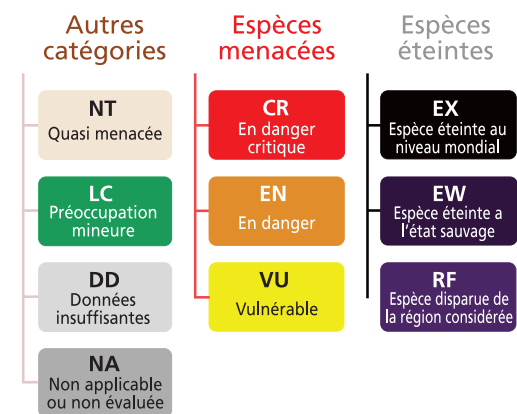 Autres
catégories
NT
Quasi menacée
LC
Préoccupation
mineure
DD
Données
insuffisantes
NA
Non applicable
ou non évaluée
Espèces
menacées
CR
En danger
critique
EN
En danger
VU
Vulnérable
Espèces
éteintes
EX
Espèce éteinte au
niveau mondial
EW
Espèce éteinte a
l'état sauvage
RF
Espèce disparue de
la région considérée